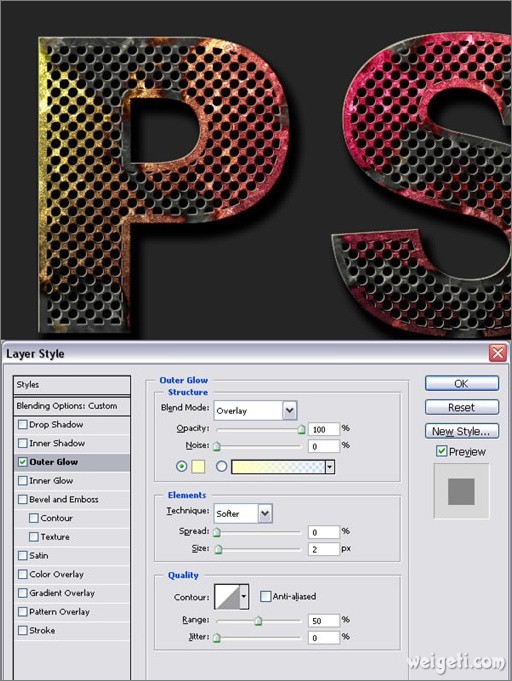 PS
Layer Style
Styles
Blending Options: Custom
Drop Shadow
Inner Shadow
Outer Glow
Inner Glow
Bevel and Emboss
Contour
Texture
Satin
Color Overlay
Gradient Overlay
Pattern Overlay
Stroke
Outer Glow
Structure
Blend Mode: Overlay
Opacity: 100 %
Noise: 0 %
Elements
Technique: Softer
Spread: 0 %
Size: 2 px
Quality
Contour: Anti-aliased
Range: 50 %
Jitter: 0 %
OK
Reset
New Style...
Preview
weigeti.com